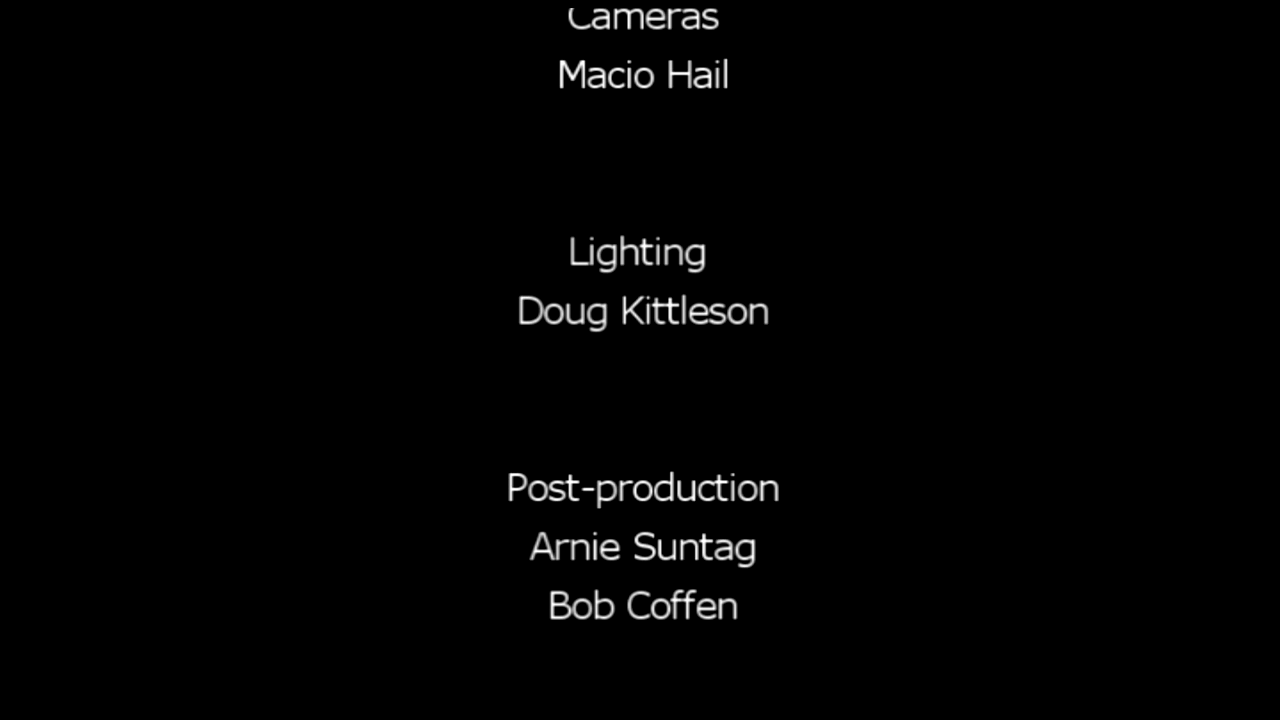 Cameras
Macio Hail
Lighting
Doug Kittleson
Post-production
Arnie Suntag
Bob Coffen